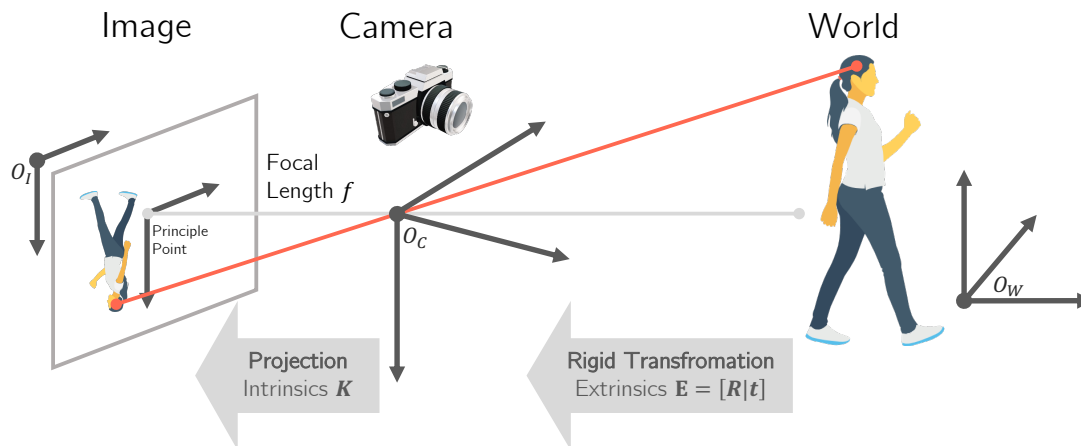 Image
Camera
World
O_I
Focal
Length f
Principle
Point
O_C
O_W
Projection
Intrinsics K
Rigid Transfromation
Extrinsics E = [R|t]